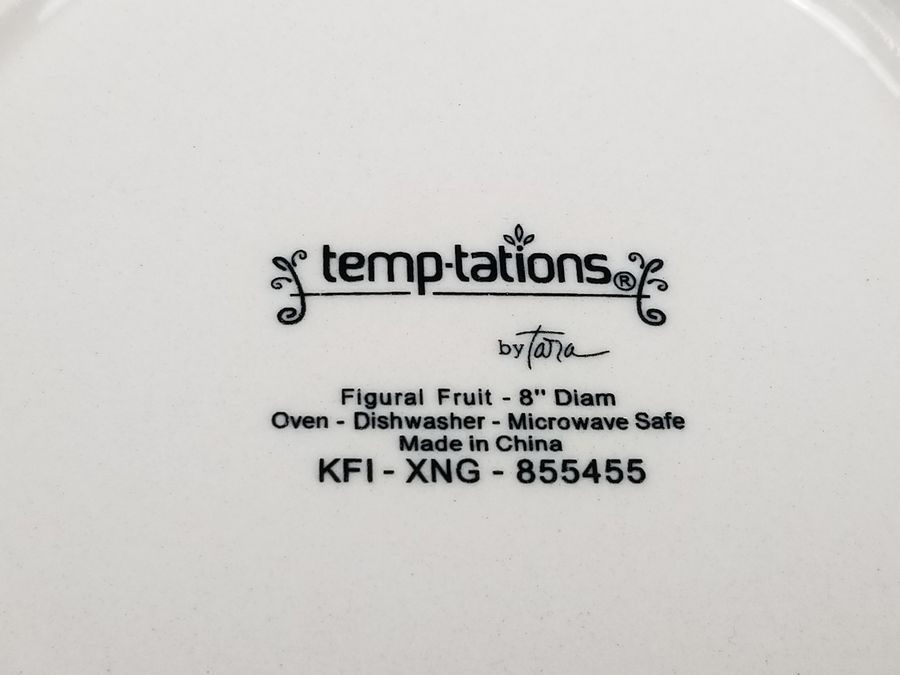 temp-tations®
by Tara
Figural Fruit - 8" Diam
Oven - Dishwasher - Microwave Safe
Made in China
KFI - XNG - 855455